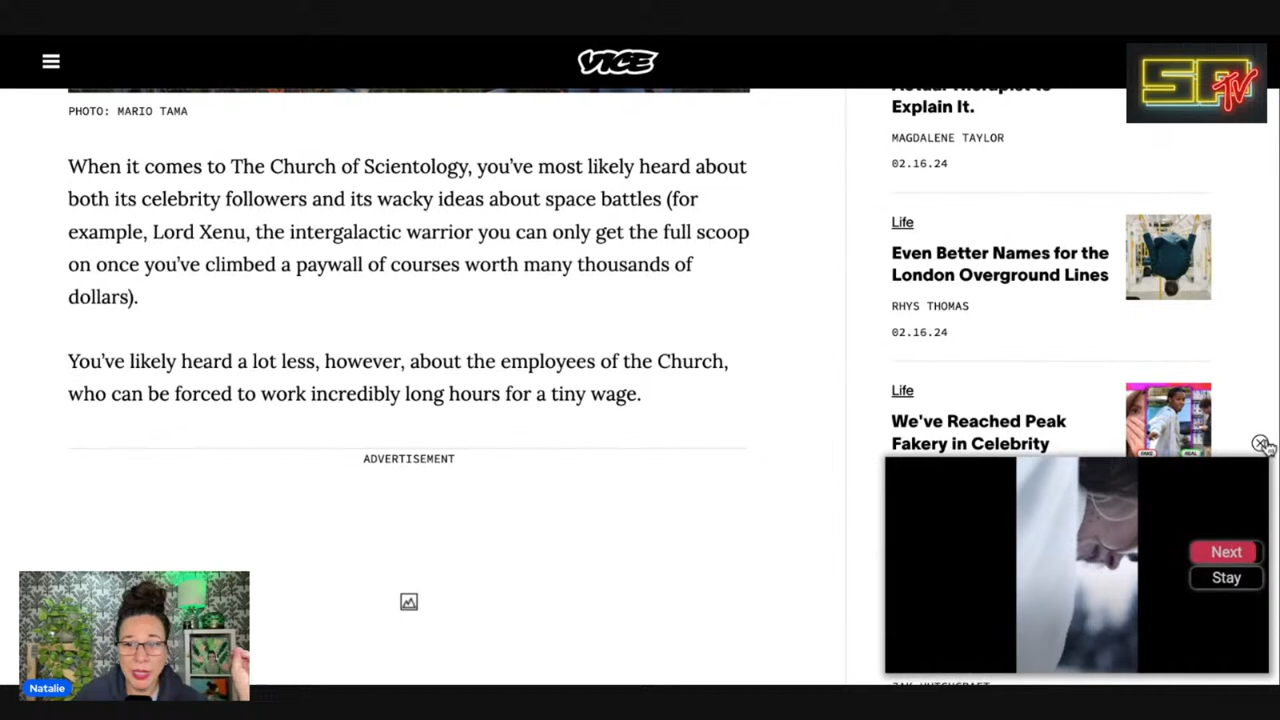 VICE
SPTV
PHOTO: MARIO TAMA
When it comes to The Church of Scientology, you've most likely heard about
both its celebrity followers and its wacky ideas about space battles (for
example, Lord Xenu, the intergalactic warrior you can only get the full scoop
on once you've climbed a paywall of courses worth many thousands of
dollars).
You've likely heard a lot less, however, about the employees of the Church,
who can be forced to work incredibly long hours for a tiny wage.
ADVERTISEMENT
Natalie
Actual Therapist to
Explain It.
MAGDALENE TAYLOR
02.16.24
Life
Even Better Names for the
London Overground Lines
RHYS THOMAS
02.16.24
Life
We've Reached Peak
Fakery in Celebrity
FAKE
REAL
Next
Stay